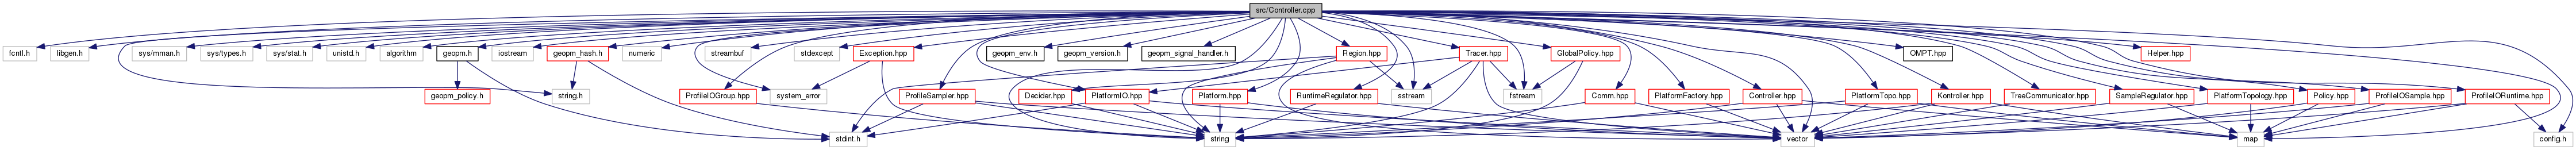 src/Controller.cpp
fcntl.h
libgen.h
sys/mman.h
sys/types.h
sys/stat.h
unistd.h
algorithm
geopm.h
iostream
geopm_hash.h
numeric
streambuf
stdexcept
Exception.hpp
geopm_env.h
geopm_version.h
geopm_signal_handler.h
Region.hpp
Tracer.hpp
GlobalPolicy.hpp
OMPT.hpp
Helper.hpp
geopm_policy.h
string.h
ProfileIOGroup.hpp
system_error
ProfileSampler.hpp
Decider.hpp
PlatformIO.hpp
Platform.hpp
RuntimeRegulator.hpp
sstream
fstream
Comm.hpp
PlatformFactory.hpp
Controller.hpp
PlatformTopo.hpp
Kontroller.hpp
TreeCommunicator.hpp
SampleRegulator.hpp
PlatformTopology.hpp
Policy.hpp
ProfileIOSample.hpp
ProfileIORuntime.hpp
stdint.h
string
vector
map
config.h